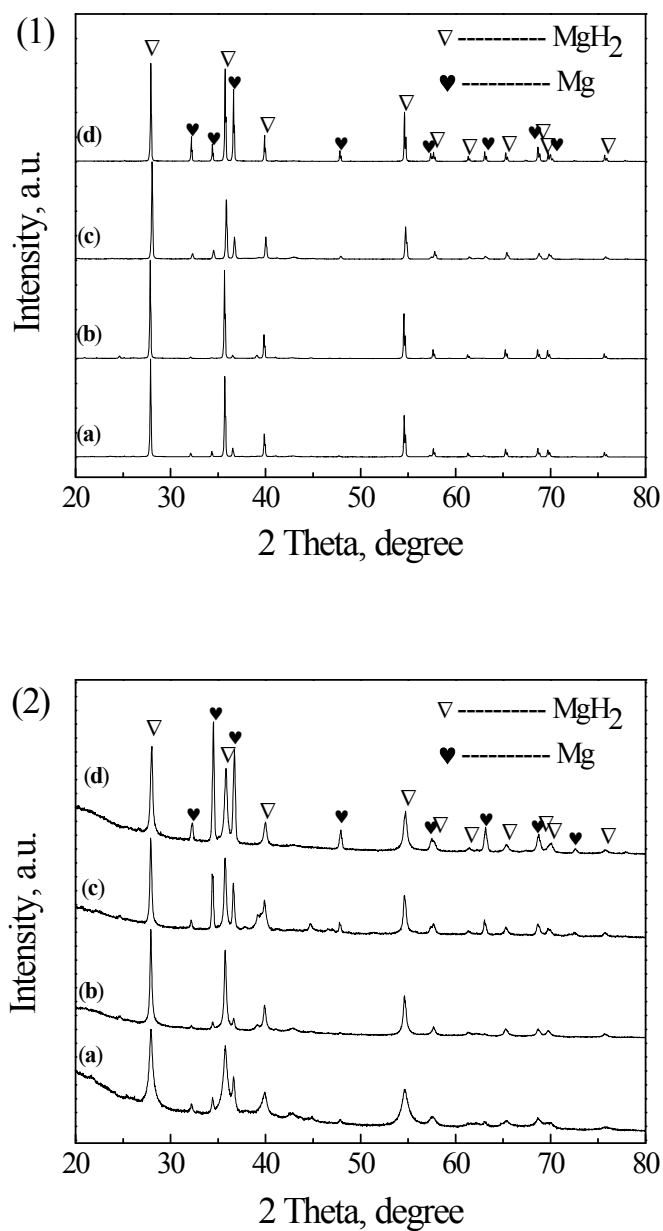 (1)
▽ --------- MgH₂
♥ --------- Mg
(d)
(c)
(b)
(a)
Intensity, a.u.
20 30 40 50 60 70 80
2 Theta, degree
(2)
▽ --------- MgH₂
♥ --------- Mg
(d)
(c)
(b)
(a)
Intensity, a.u.
20 30 40 50 60 70 80
2 Theta, degree